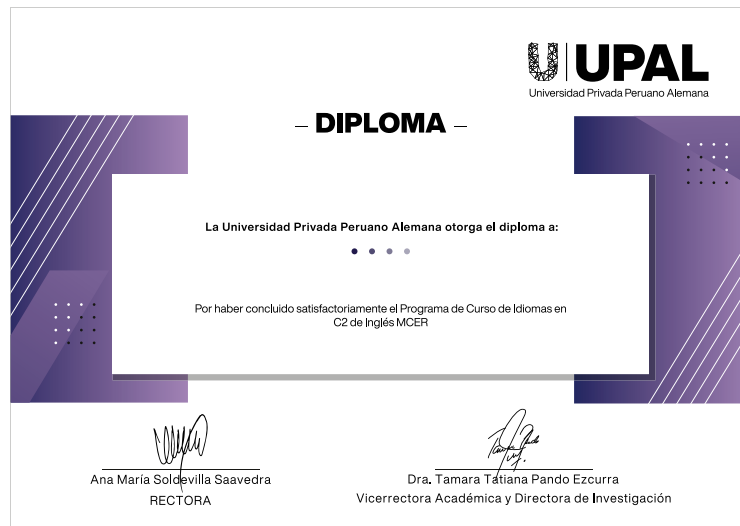 UPAL
Universidad Privada Peruano Alemana
– DIPLOMA –
La Universidad Privada Peruano Alemana otorga el diploma a:
Por haber concluido satisfactoriamente el Programa de Curso de Idiomas en
C2 de Inglés MCER
Ana María Soldevilla Saavedra
RECTORA
Dra. Tamara Tatiana Pando Ezcurra
Vicerrectora Académica y Directora de Investigación